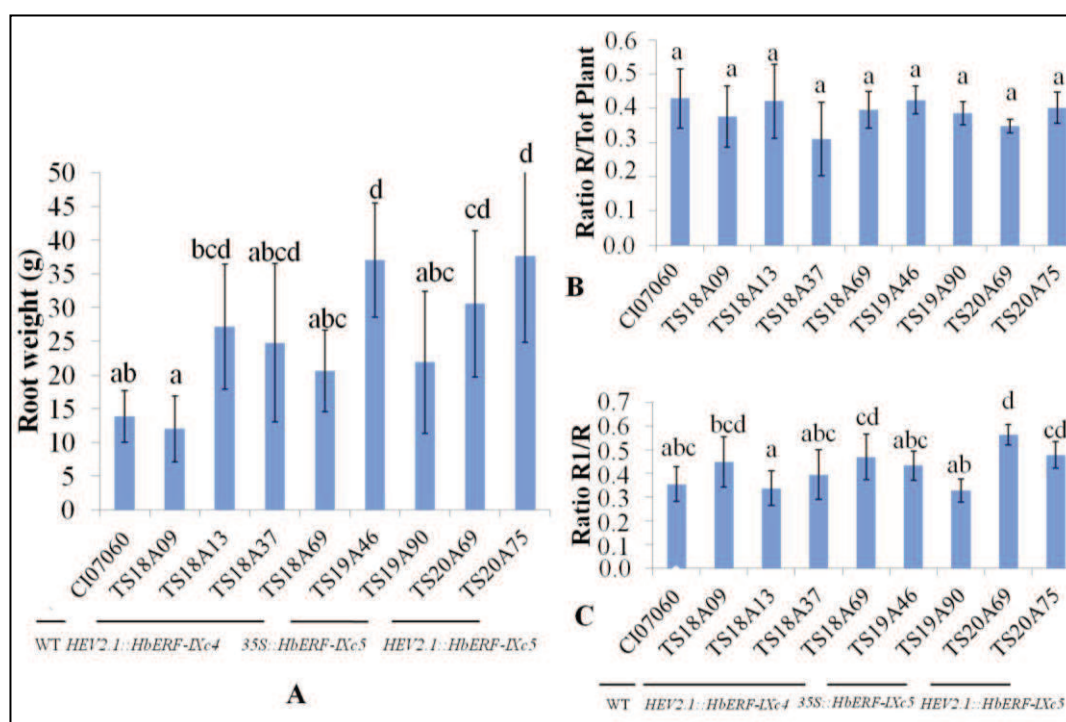 Root weight (g)
50
45
40
35
30
25
20
15
10
5
0
ab
a
bcd
abcd
abc
d
abc
cd
d
CI07060
TS18A09
TS18A13
TS18A37
TS18A69
TS19A46
TS19A90
TS20A69
TS20A75
WT HEV2.1::HbERF-IXc4 35S::HbERF-IXc5 HEV2.1::HbERF-IXc5
A
Ratio R/Tot Plant
0.6
0.5
0.4
0.3
0.2
0.1
0.0
a a a a a a a a a
B
CI07060
TS18A09
TS18A13
TS18A37
TS18A69
TS19A46
TS19A90
TS20A69
TS20A75
Ratio R1/R
0.7
0.6
0.5
0.4
0.3
0.2
0.1
0.0
abc
bcd
a
abc
cd
abc
ab
d
cd
C
CI07060
TS18A09
TS18A13
TS18A37
TS18A69
TS19A46
TS19A90
TS20A69
TS20A75
WT HEV2.1::HbERF-IXc4 35S::HbERF-IXc5 HEV2.1::HbERF-IXc5